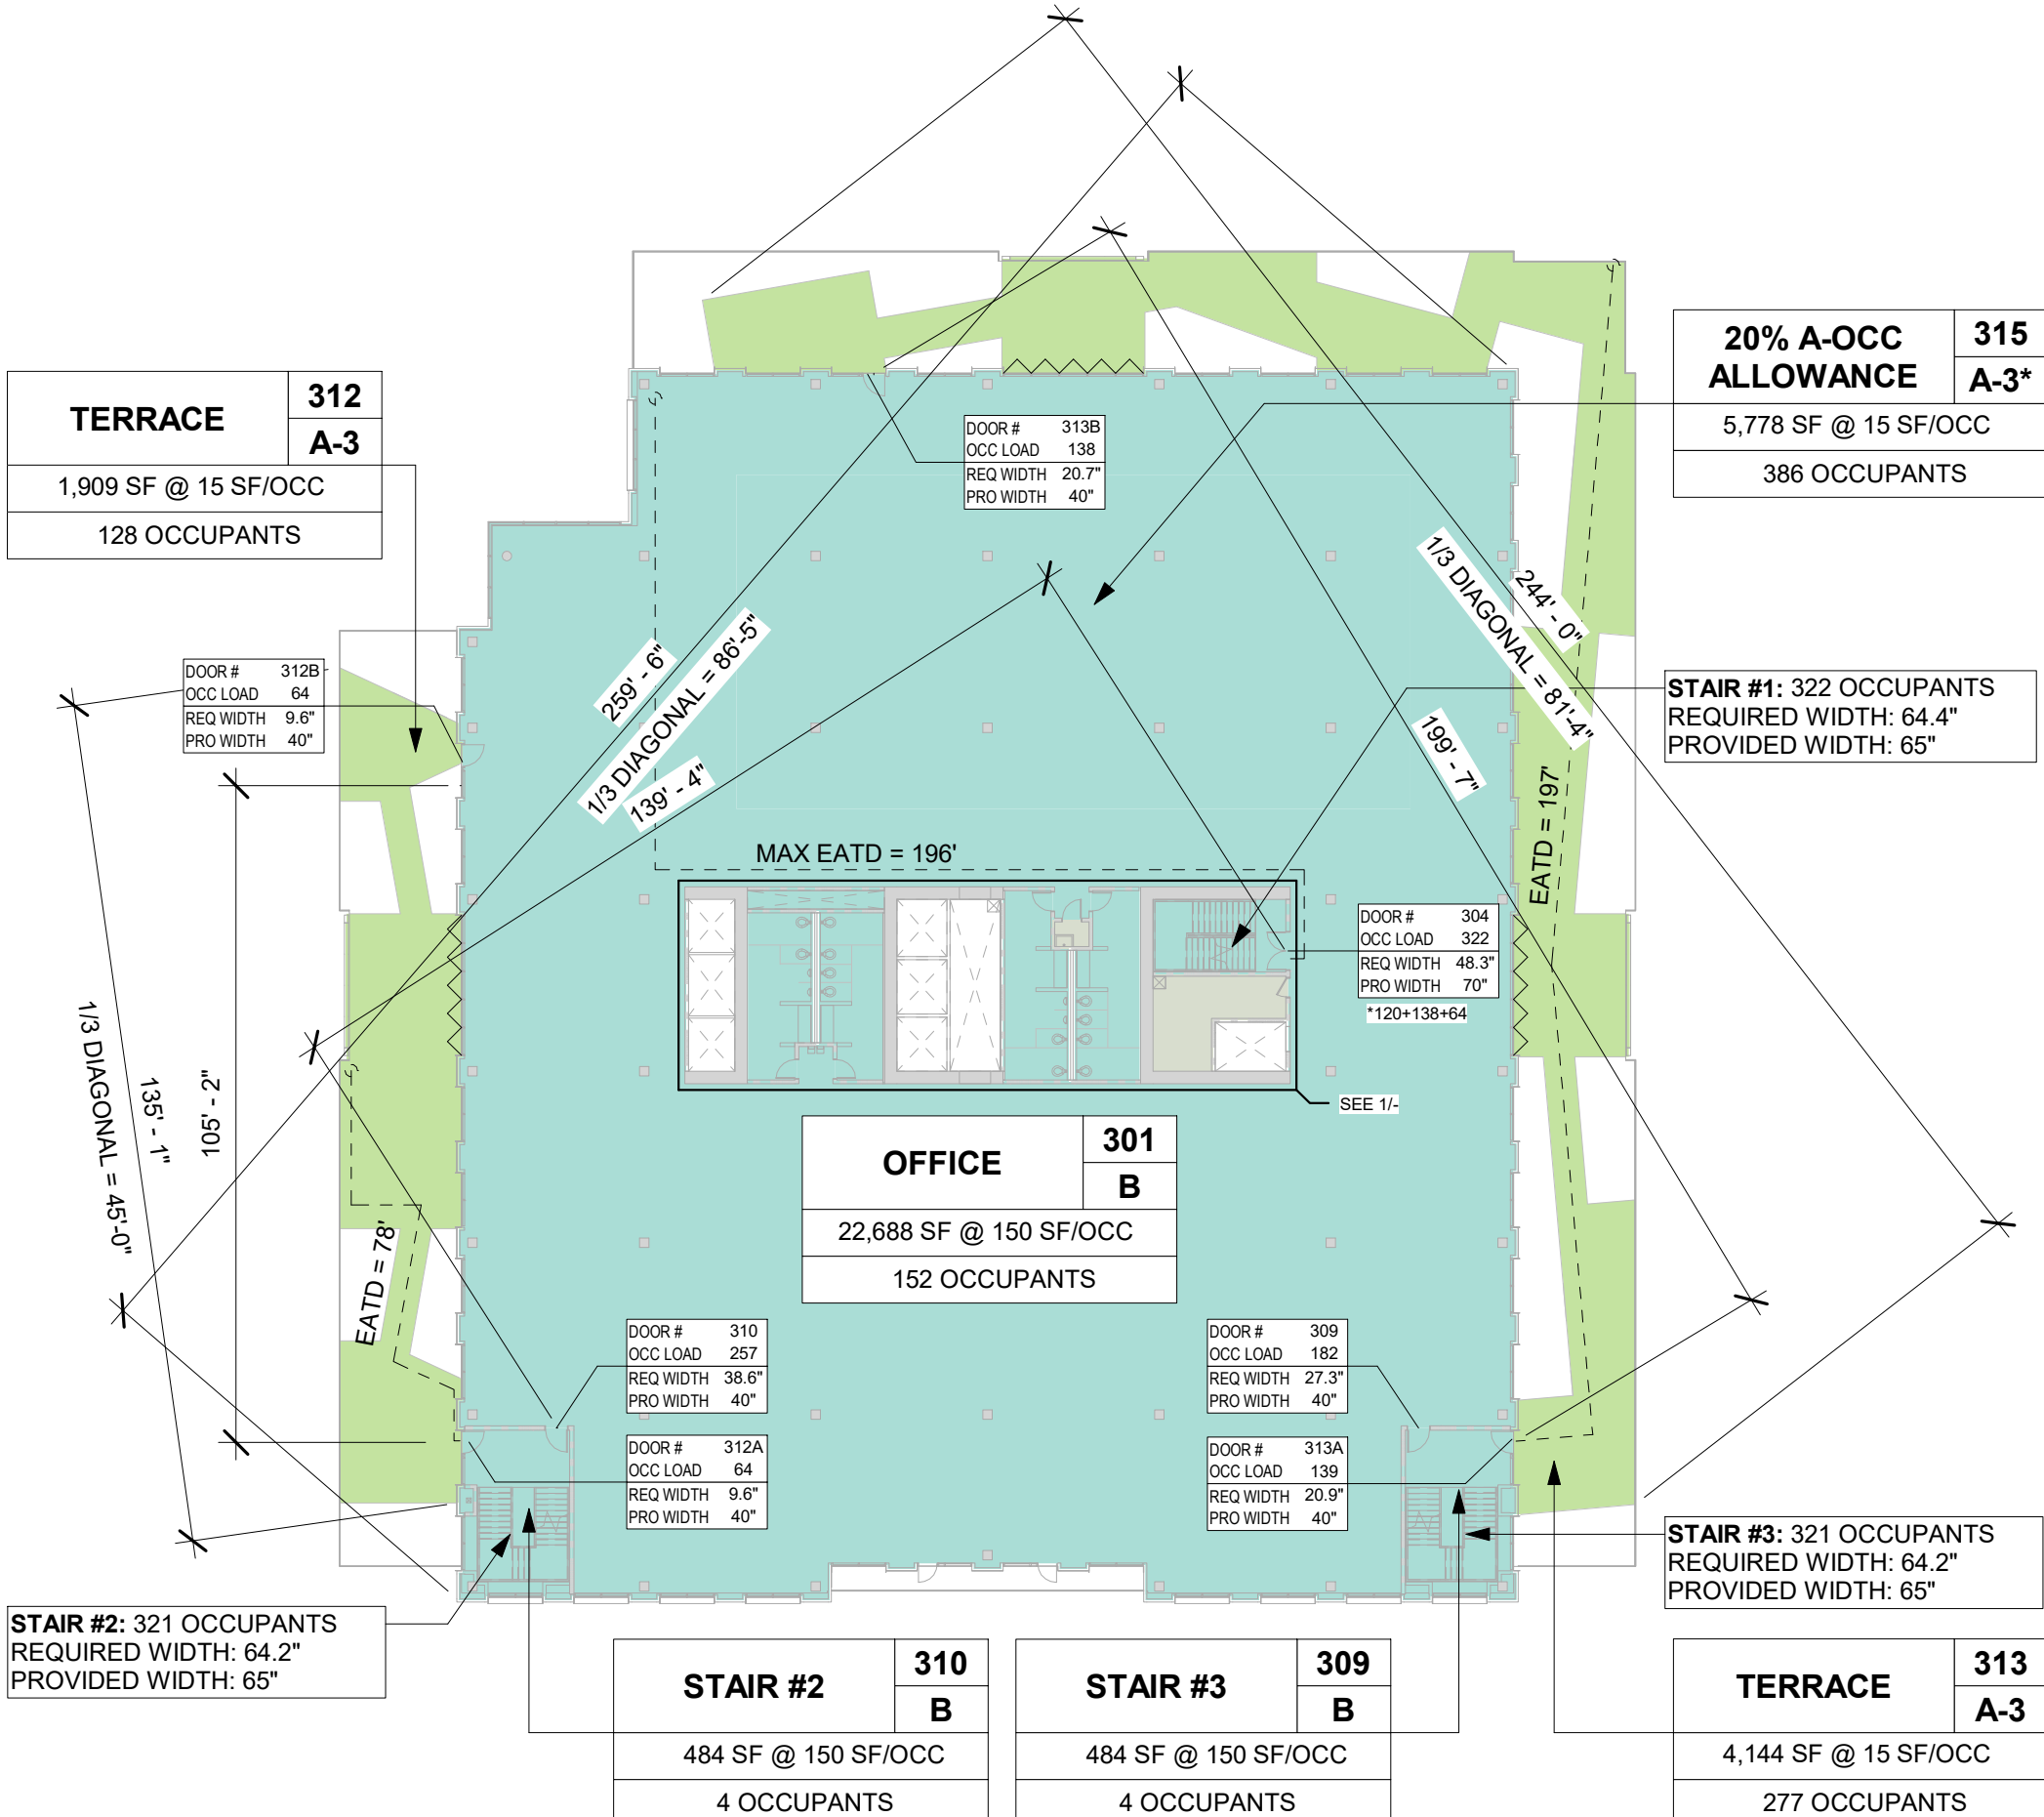 TERRACE
312
A-3
1,909 SF @ 15 SF/OCC
128 OCCUPANTS
20% A-OCC
ALLOWANCE
315
A-3*
5,778 SF @ 15 SF/OCC
386 OCCUPANTS
DOOR # 313B
OCC LOAD 138
REQ WIDTH 20.7"
PRO WIDTH 40"
DOOR # 312B
OCC LOAD 64
REQ WIDTH 9.6"
PRO WIDTH 40"
259' - 6"
1/3 DIAGONAL = 86'-5"
139' - 4"
244' - 0"
1/3 DIAGONAL = 81'-4"
199' - 7"
STAIR #1: 322 OCCUPANTS
REQUIRED WIDTH: 64.4"
PROVIDED WIDTH: 65"
EATD = 197'
MAX EATD = 196'
DOOR # 304
OCC LOAD 322
REQ WIDTH 48.3"
PRO WIDTH 70"
*120+138+64
SEE 1/-
135' - 1"
1/3 DIAGONAL = 45'-0"
105' - 2"
EATD = 78'
OFFICE
301
B
22,688 SF @ 150 SF/OCC
152 OCCUPANTS
DOOR # 310
OCC LOAD 257
REQ WIDTH 38.6"
PRO WIDTH 40"
DOOR # 309
OCC LOAD 182
REQ WIDTH 27.3"
PRO WIDTH 40"
DOOR # 312A
OCC LOAD 64
REQ WIDTH 9.6"
PRO WIDTH 40"
DOOR # 313A
OCC LOAD 139
REQ WIDTH 20.9"
PRO WIDTH 40"
STAIR #3: 321 OCCUPANTS
REQUIRED WIDTH: 64.2"
PROVIDED WIDTH: 65"
STAIR #2: 321 OCCUPANTS
REQUIRED WIDTH: 64.2"
PROVIDED WIDTH: 65"
STAIR #2
310
B
484 SF @ 150 SF/OCC
4 OCCUPANTS
STAIR #3
309
B
484 SF @ 150 SF/OCC
4 OCCUPANTS
TERRACE
313
A-3
4,144 SF @ 15 SF/OCC
277 OCCUPANTS